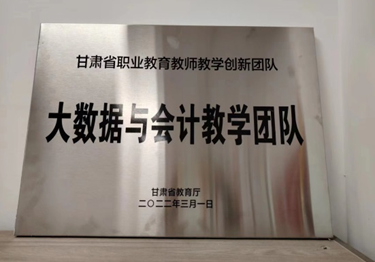 甘肃省职业教育教师教学创新团队
大数据与会计教学团队
甘肃省教育厅
二〇二二年三月一日